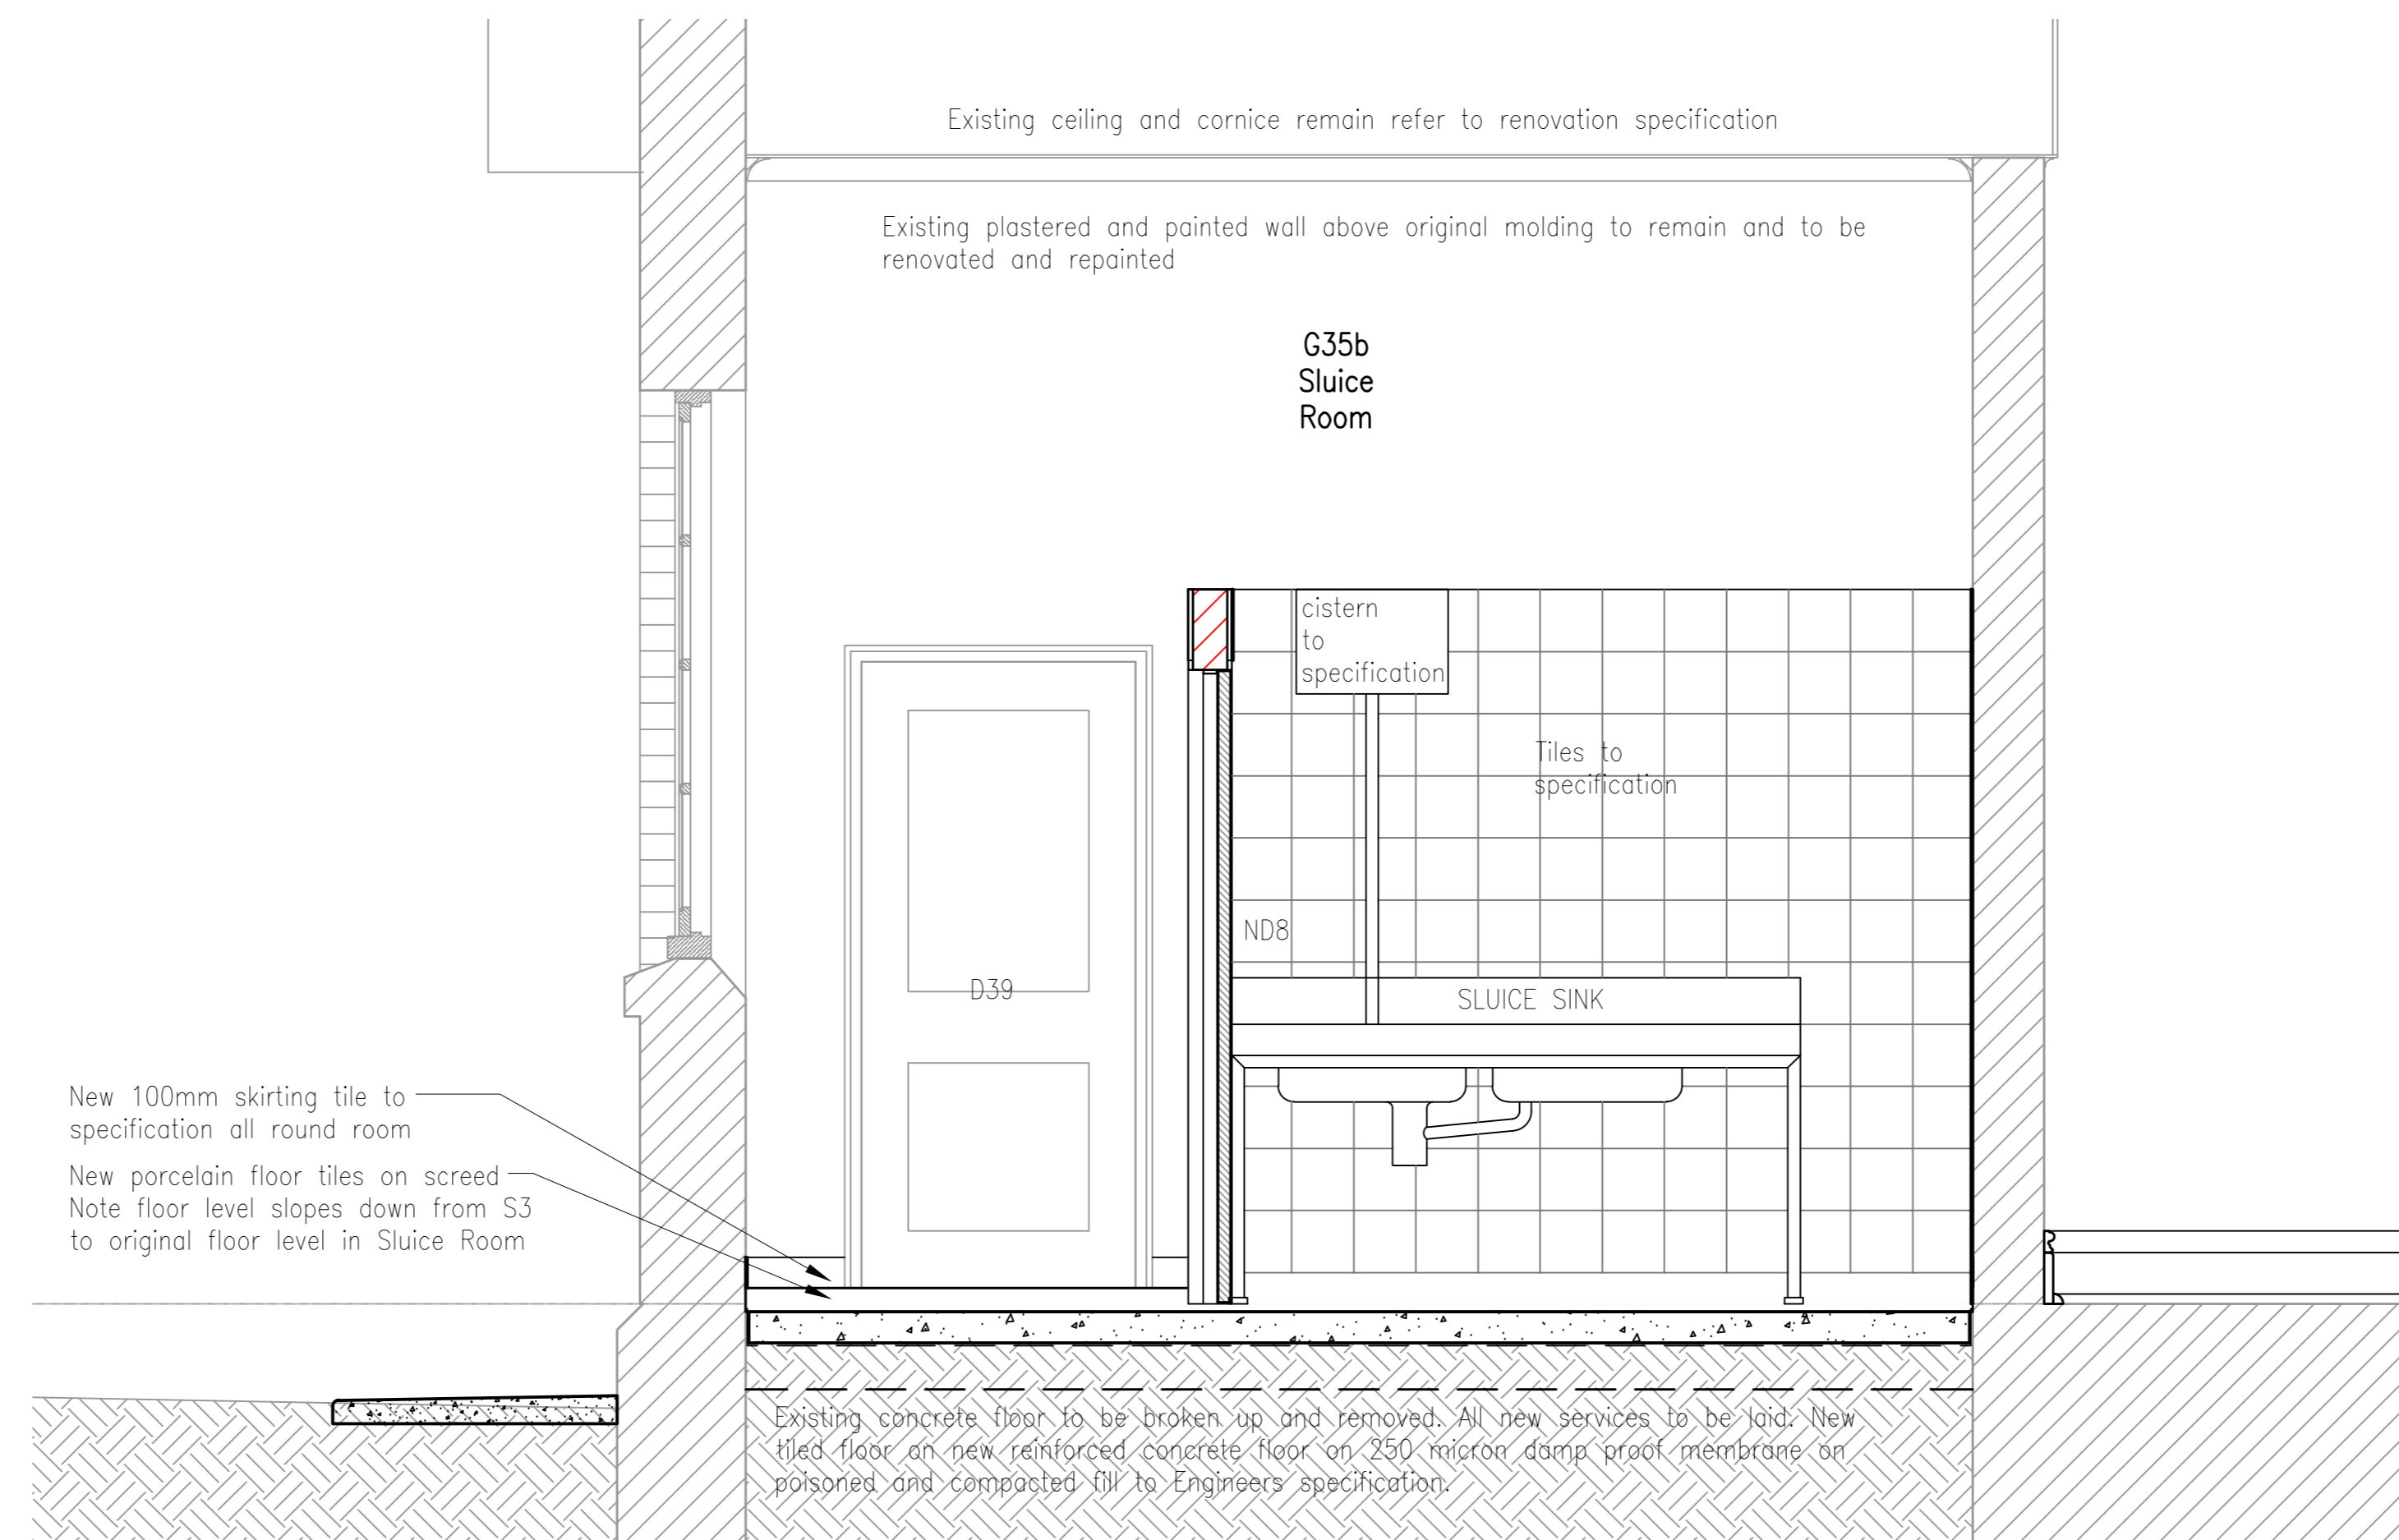 Existing ceiling and cornice remain refer to renovation specification
Existing plastered and painted wall above original molding to remain and to be
renovated and repainted
G35b
Sluice
Room
cistern
to
specification
Tiles to
specification
ND8
D39
SLUICE SINK
New 100mm skirting tile to
specification all round room
New porcelain floor tiles on screed
Note floor level slopes down from S3
to original floor level in Sluice Room
Existing concrete floor to be broken up and removed. All new services to be laid. New
tiled floor on new reinforced concrete floor on 250 micron damp proof membrane on
poisoned and compacted fill to Engineers specification.